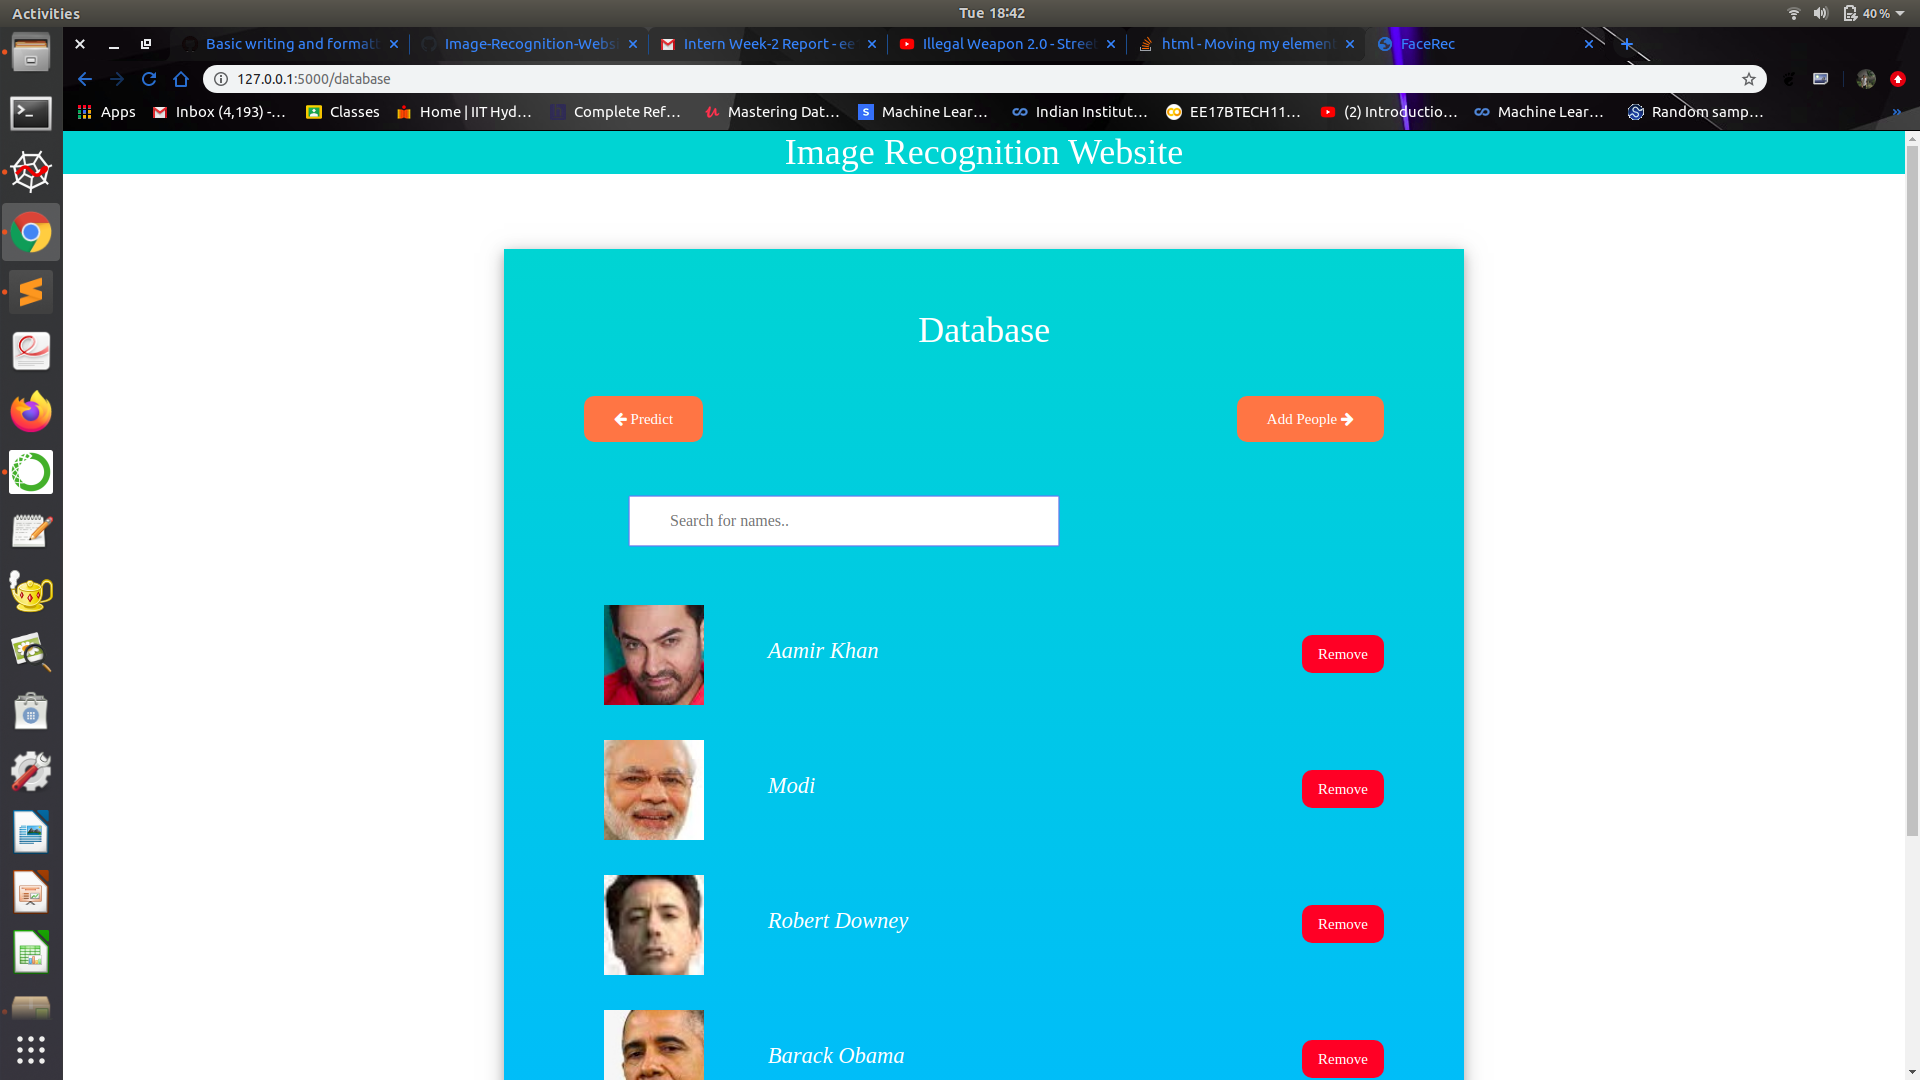 Activities
Tue 18:42
40 %
Basic writing and formatt
Image-Recognition-Websi
Intern Week-2 Report - ee
Illegal Weapon 2.0 - Street
html - Moving my element
FaceRec
127.0.0.1:5000/database
Apps
Inbox (4,193) -...
Classes
Home | IIT Hyd...
Complete Ref...
Mastering Dat...
Machine Lear...
Indian Institut...
EE17BTECH11...
(2) Introductio...
Machine Lear...
Random samp...
»
Image Recognition Website
Database
Predict
Add People
Search for names..
Aamir Khan
Remove
Modi
Remove
Robert Downey
Remove
Barack Obama
Remove